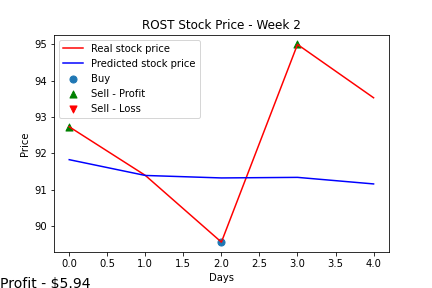 ROST Stock Price - Week 2
Real stock price
Predicted stock price
Buy
Sell - Profit
Sell - Loss
Price
95
94
93
92
91
90
0.0 0.5 1.0 1.5 2.0 2.5 3.0 3.5 4.0
Days
Profit - $5.94